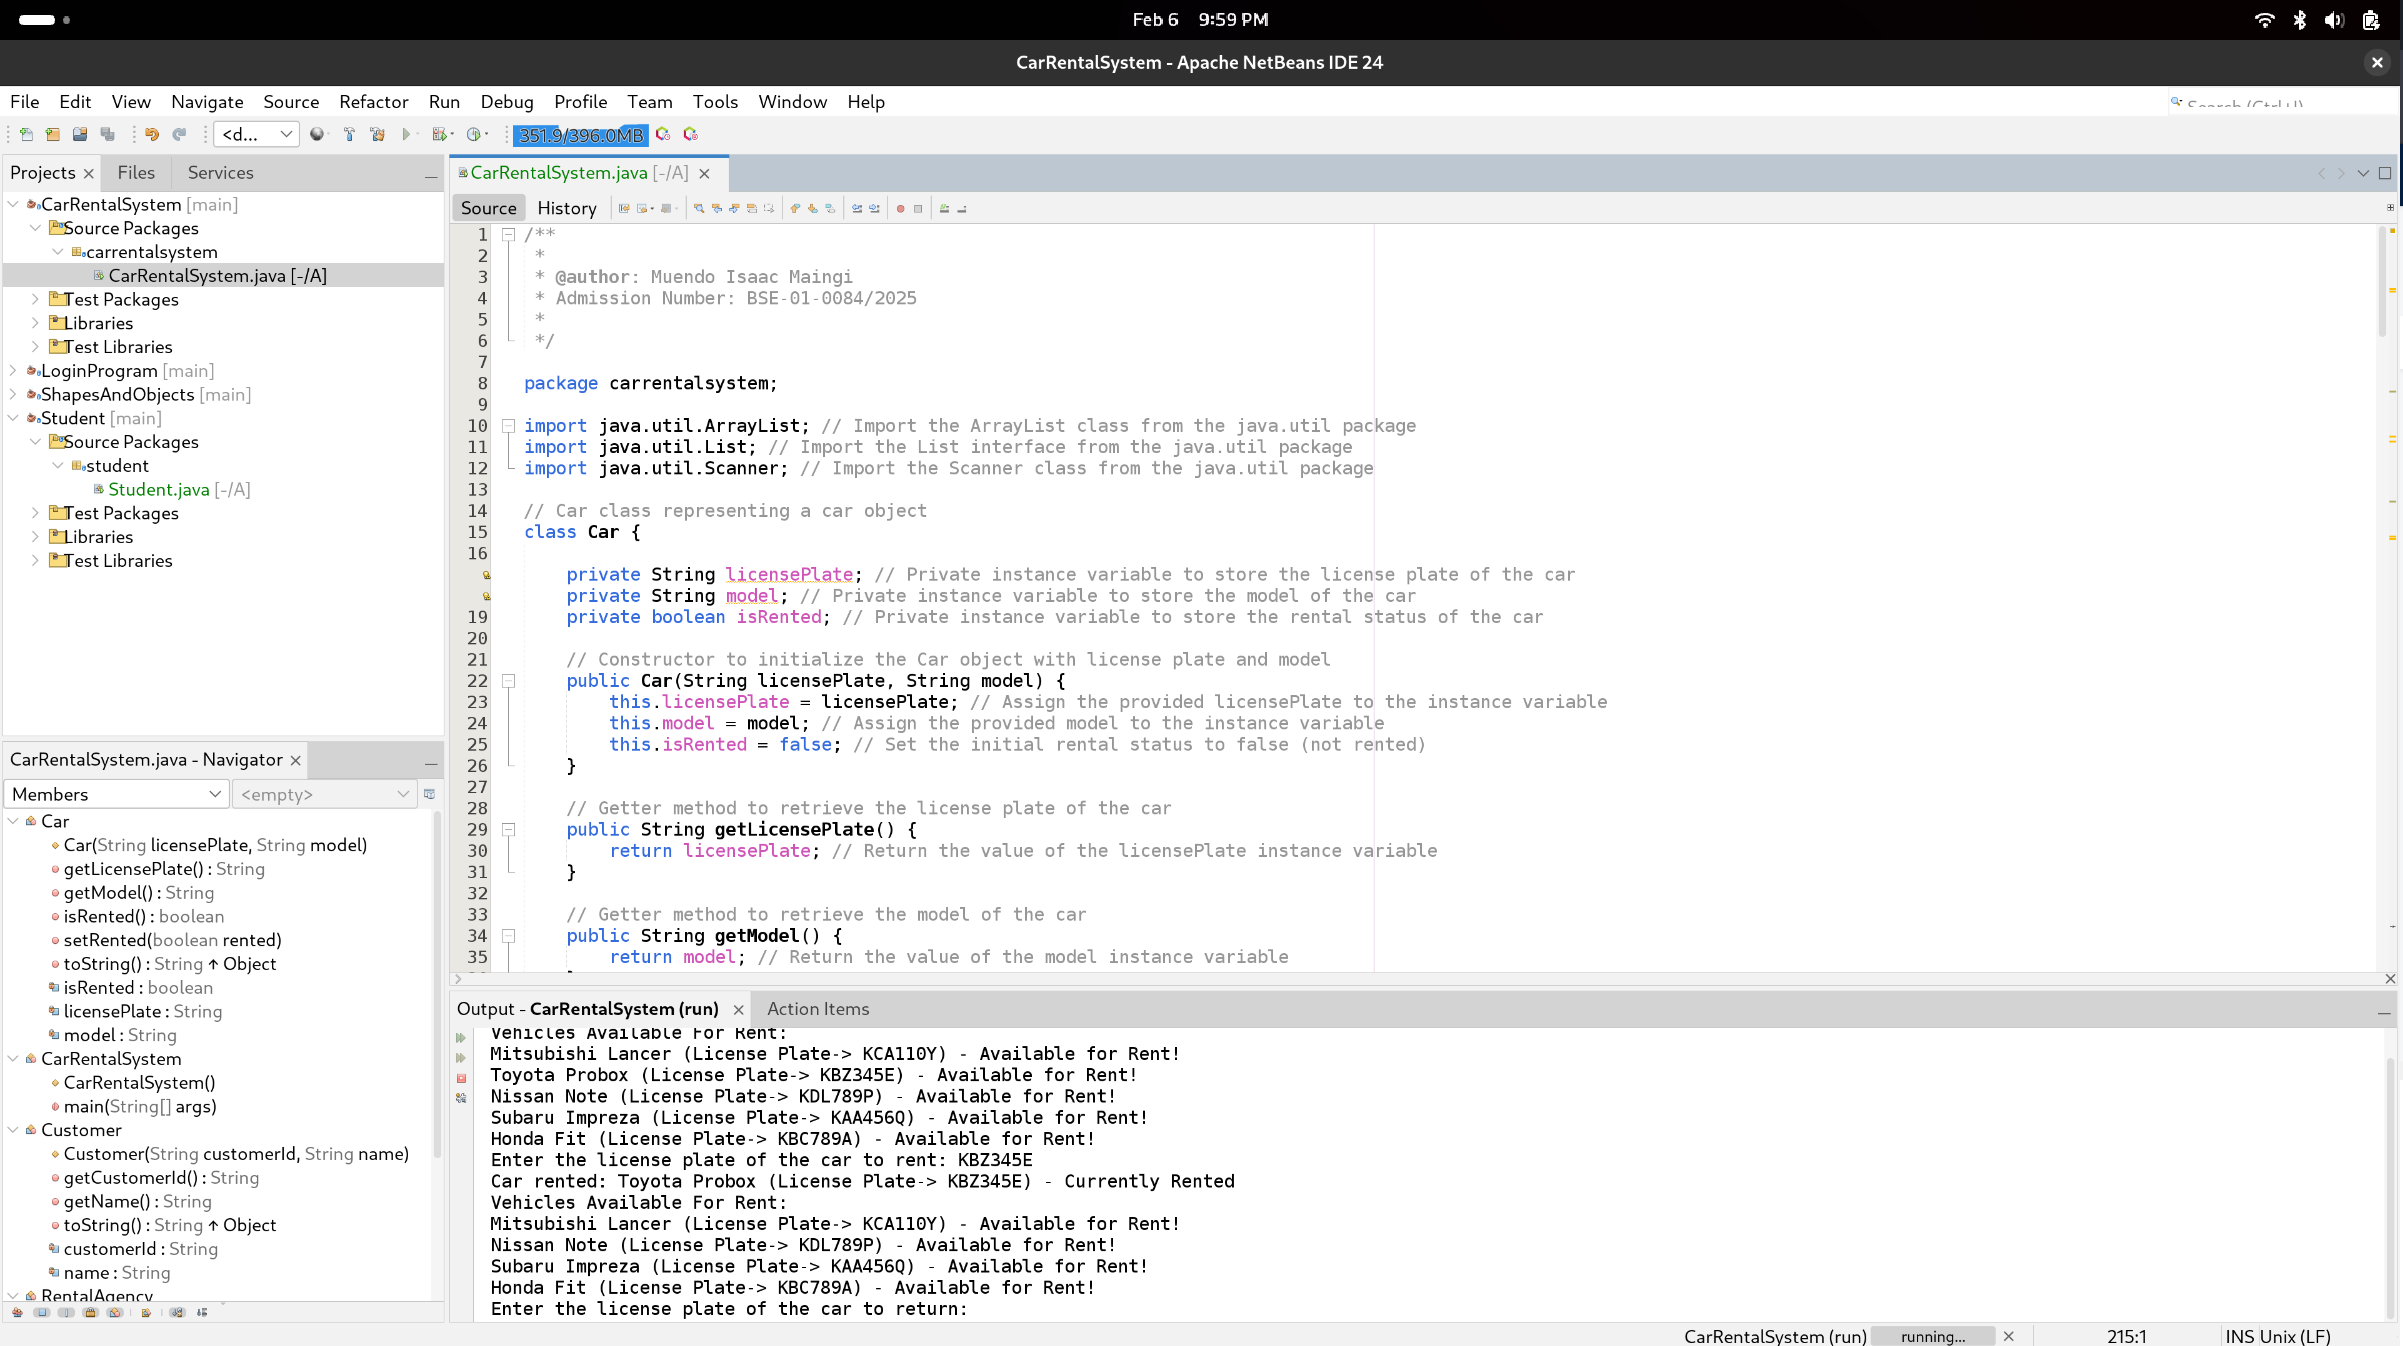 Feb 6 9:59 PM
CarRentalSystem - Apache NetBeans IDE 24
File Edit View Navigate Source Refactor Run Debug Profile Team Tools Window Help
Search (Ctrl+I)
<d... 351.9/396.0MB
Projects Files Services
CarRentalSystem [main]
Source Packages
carrentalsystem
CarRentalSystem.java [-/A]
Test Packages
Libraries
Test Libraries
LoginProgram [main]
ShapesAndObjects [main]
Student [main]
Source Packages
student
Student.java [-/A]
Test Packages
Libraries
Test Libraries
CarRentalSystem.java - Navigator
Members <empty>
Car
Car(String licensePlate, String model)
getLicensePlate() : String
getModel() : String
isRented() : boolean
setRented(boolean rented)
toString() : String ↑ Object
isRented : boolean
licensePlate : String
model : String
CarRentalSystem
CarRentalSystem()
main(String[] args)
Customer
Customer(String customerId, String name)
getCustomerId() : String
getName() : String
toString() : String ↑ Object
customerId : String
name : String
RentalAgency
CarRentalSystem.java [-/A]
Source History
1 /**
2 *
3 * @author: Muendo Isaac Maingi
4 * Admission Number: BSE-01-0084/2025
5 *
6 */
7
8 package carrentalsystem;
9
10 import java.util.ArrayList; // Import the ArrayList class from the java.util package
11 import java.util.List; // Import the List interface from the java.util package
12 import java.util.Scanner; // Import the Scanner class from the java.util package
13
14 // Car class representing a car object
15 class Car {
16
private String licensePlate; // Private instance variable to store the license plate of the car
private String model; // Private instance variable to store the model of the car
19 private boolean isRented; // Private instance variable to store the rental status of the car
20
21 // Constructor to initialize the Car object with license plate and model
22 public Car(String licensePlate, String model) {
23 this.licensePlate = licensePlate; // Assign the provided licensePlate to the instance variable
24 this.model = model; // Assign the provided model to the instance variable
25 this.isRented = false; // Set the initial rental status to false (not rented)
26 }
27
28 // Getter method to retrieve the license plate of the car
29 public String getLicensePlate() {
30 return licensePlate; // Return the value of the licensePlate instance variable
31 }
32
33 // Getter method to retrieve the model of the car
34 public String getModel() {
35 return model; // Return the value of the model instance variable
Output - CarRentalSystem (run) Action Items
Vehicles Available For Rent:
Mitsubishi Lancer (License Plate-> KCA110Y) - Available for Rent!
Toyota Probox (License Plate-> KBZ345E) - Available for Rent!
Nissan Note (License Plate-> KDL789P) - Available for Rent!
Subaru Impreza (License Plate-> KAA456Q) - Available for Rent!
Honda Fit (License Plate-> KBC789A) - Available for Rent!
Enter the license plate of the car to rent: KBZ345E
Car rented: Toyota Probox (License Plate-> KBZ345E) - Currently Rented
Vehicles Available For Rent:
Mitsubishi Lancer (License Plate-> KCA110Y) - Available for Rent!
Nissan Note (License Plate-> KDL789P) - Available for Rent!
Subaru Impreza (License Plate-> KAA456Q) - Available for Rent!
Honda Fit (License Plate-> KBC789A) - Available for Rent!
Enter the license plate of the car to return:
CarRentalSystem (run) running... 215:1 INS Unix (LF)